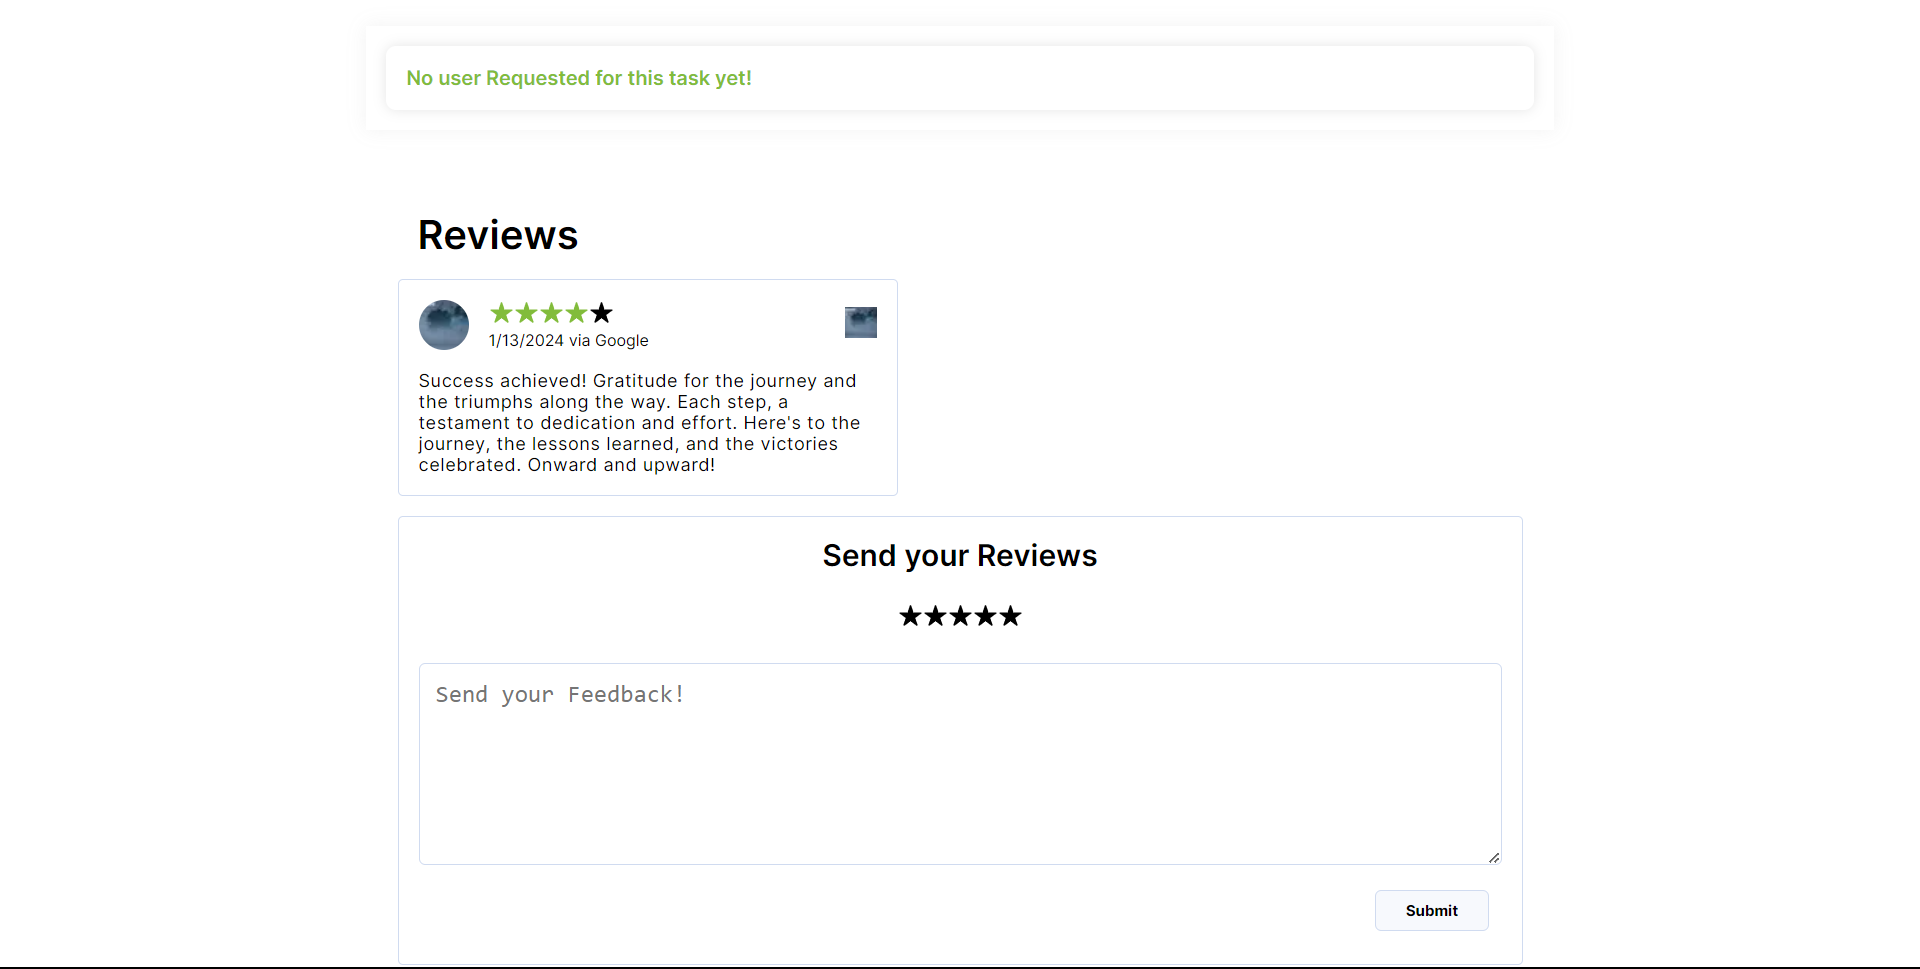 No user Requested for this task yet!
Reviews
1/13/2024 via Google
Success achieved! Gratitude for the journey and
the triumphs along the way. Each step, a
testament to dedication and effort. Here's to the
journey, the lessons learned, and the victories
celebrated. Onward and upward!
Send your Reviews
Send your Feedback!
Submit